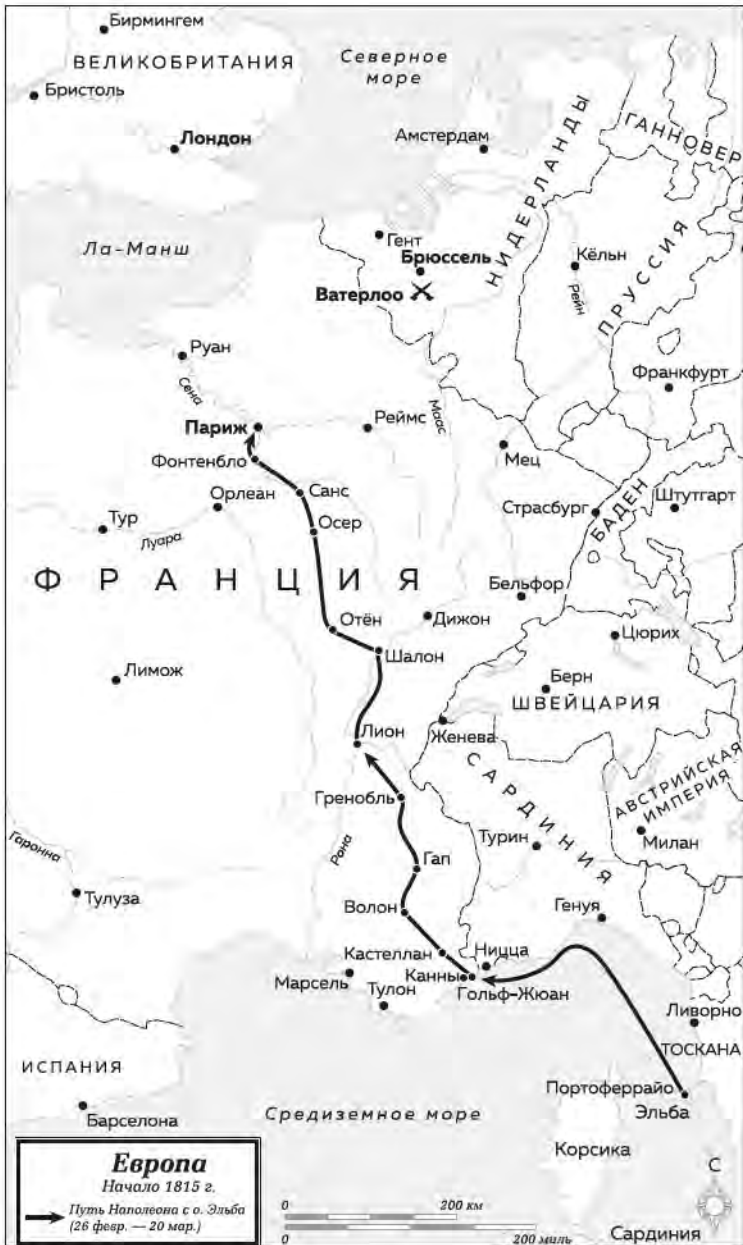 Бирмингем
ВЕЛИКОБРИТАНИЯ
Северное
море
Бристоль
Лондон
Амстердам
НИДЕРЛАНДЫ
ГАННОВЕР
Ла-Манш
Гент
Брюссель
Кёльн
Ватерлоо
Рейн
ПРУССИЯ
Руан
Сена
Франкфурт
Париж
Реймс
Маас
Мец
Фонтенбло
Санс
Орлеан
Страсбург
БАДЕН
Штутгарт
Тур
Осер
Луара
ФРАНЦИЯ
Бельфор
Отён
Дижон
Цюрих
Шалон
Лимож
Берн
ШВЕЙЦАРИЯ
Лион
Женева
САРДИНИЯ
АВСТРИЙСКАЯ
ИМПЕРИЯ
Гренобль
Турин
Милан
Гаронна
Рона
Гап
Тулуза
Волон
Генуя
Кастеллан
Ницца
Марсель
Канны
Гольф-Жюан
Тулон
Ливорно
ТОСКАНА
ИСПАНИЯ
Портоферрайо
Эльба
Барселона
Средиземное море
Корсика
Европа
Начало 1815 г.
Путь Наполеона с о. Эльба
(26 февр. — 20 мар.)
0 200 км
0 200 миль
С
Сардиния